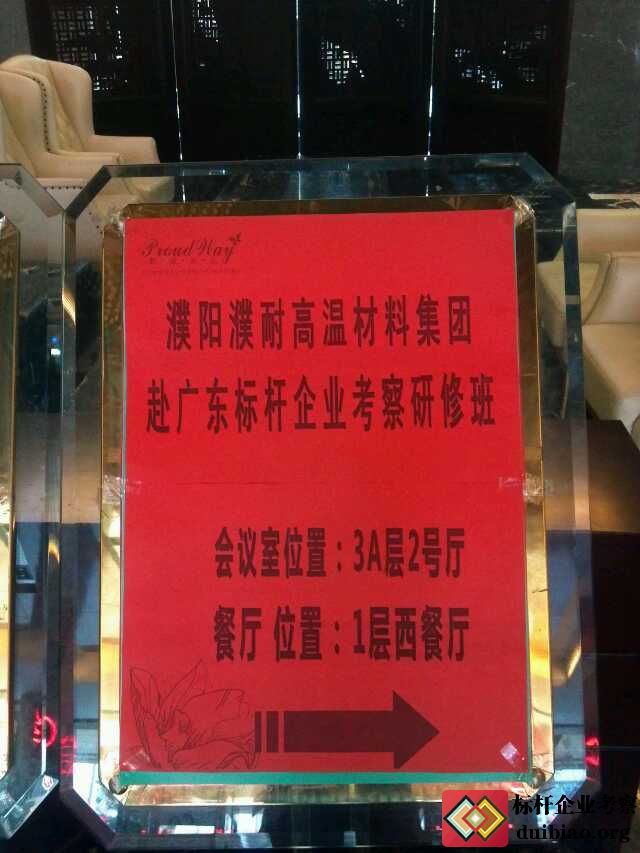 Proud Way
濮阳濮耐高温材料集团
赴广东标杆企业考察研修班
会议室位置：3A层2号厅
餐厅 位置：1层西餐厅
标杆企业考察
duibiao.org